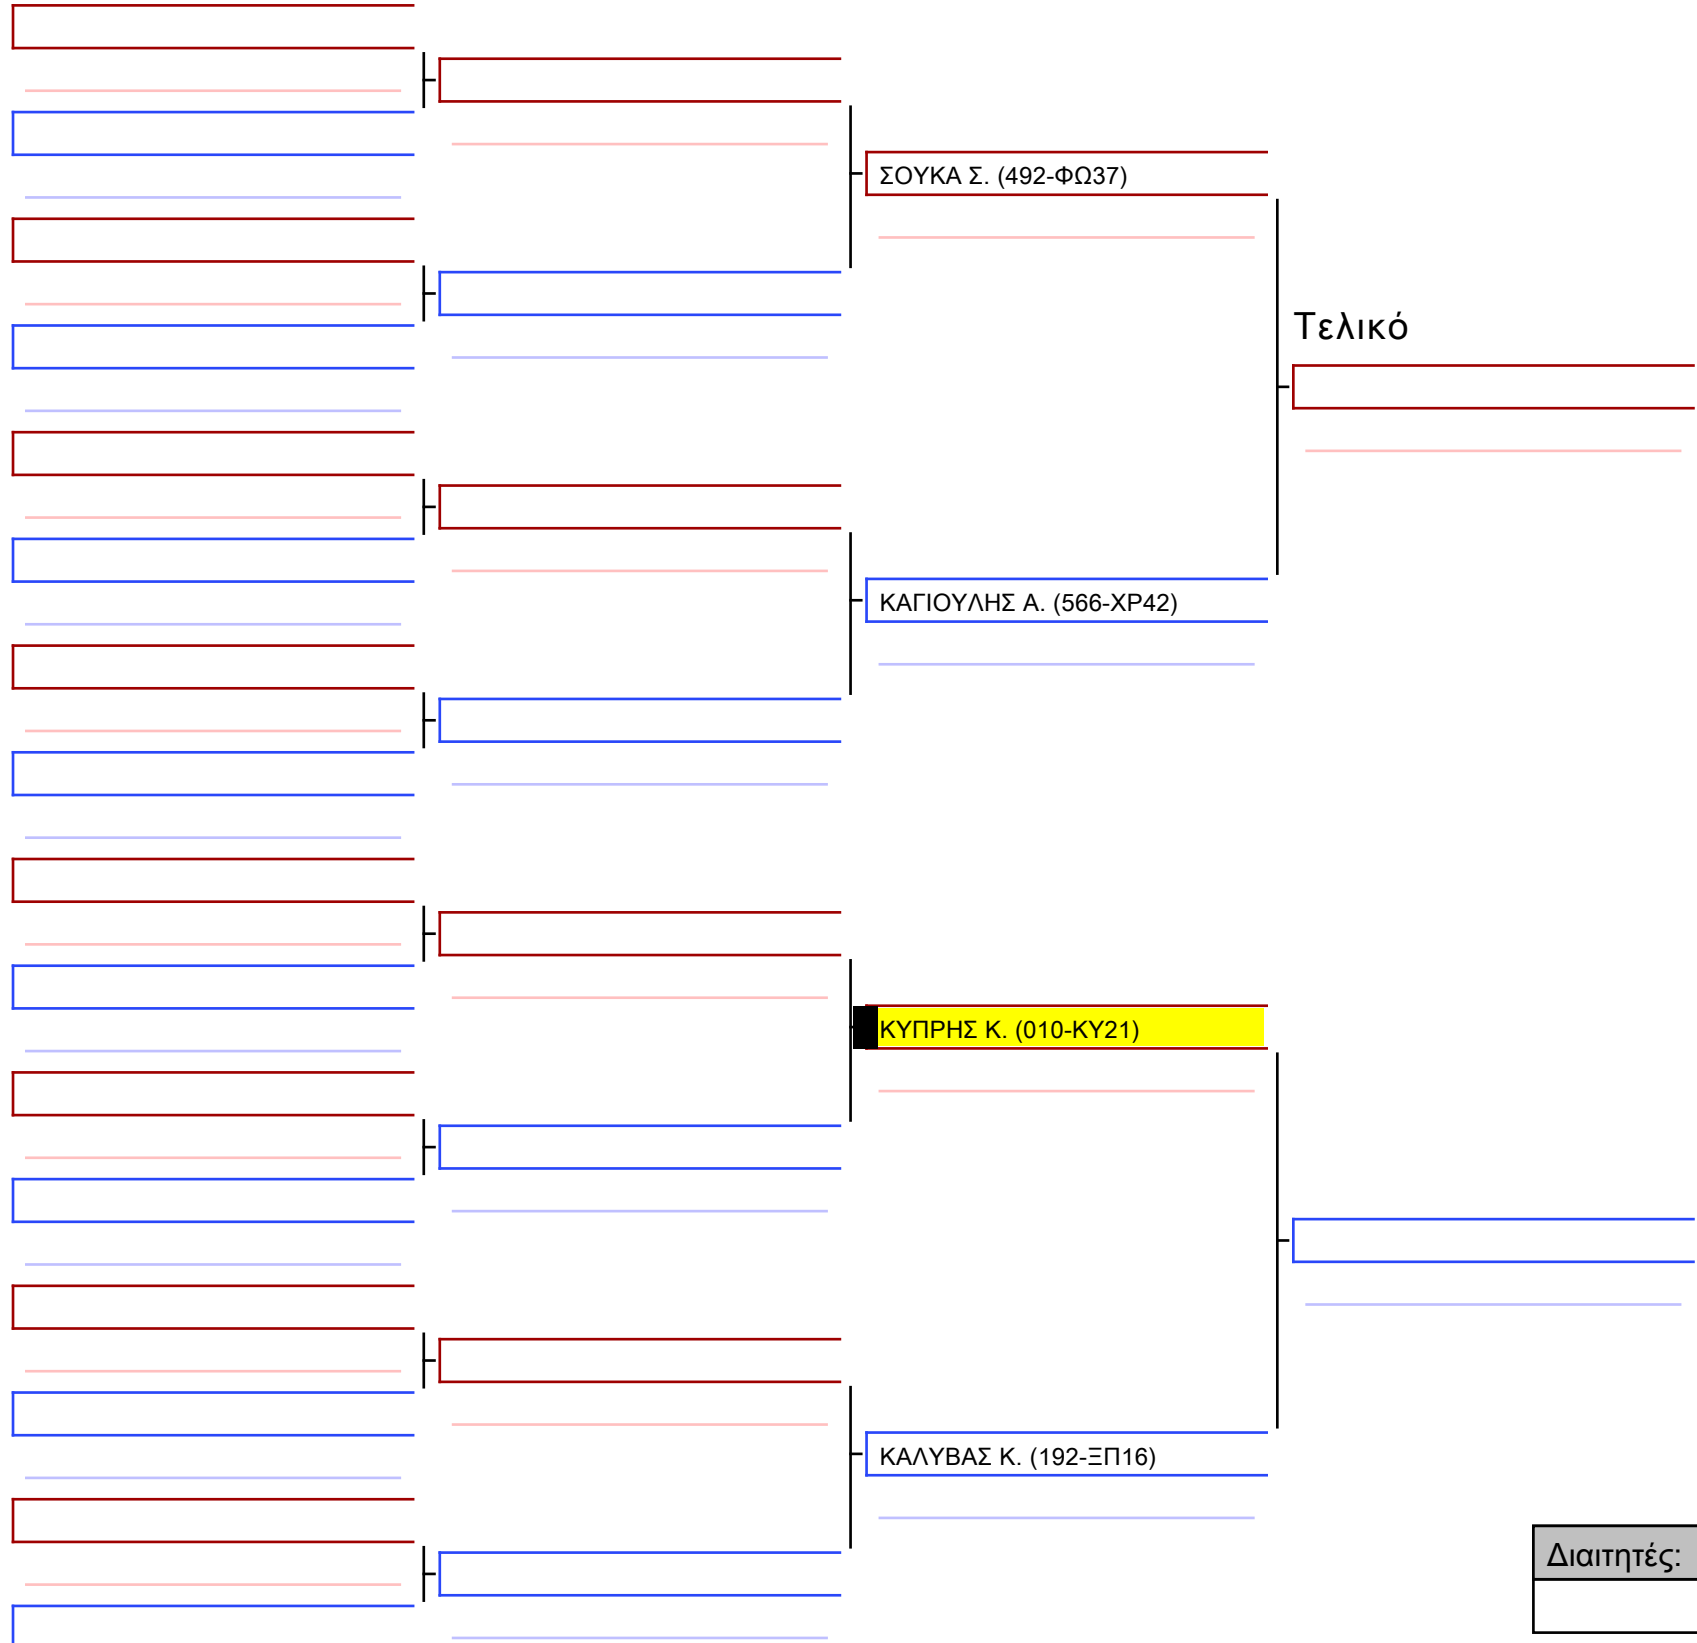 ΣΟΥΚΑ Σ. (492-ΦΩ37)
Τελικό
ΚΑΓΙΟΥΛΗΣ Α. (566-ΧΡ42)
ΚΥΠΡΗΣ Κ. (010-ΚΥ21)
ΚΑΛΥΒΑΣ Κ. (192-ΞΠ16)
Διαιτητές: